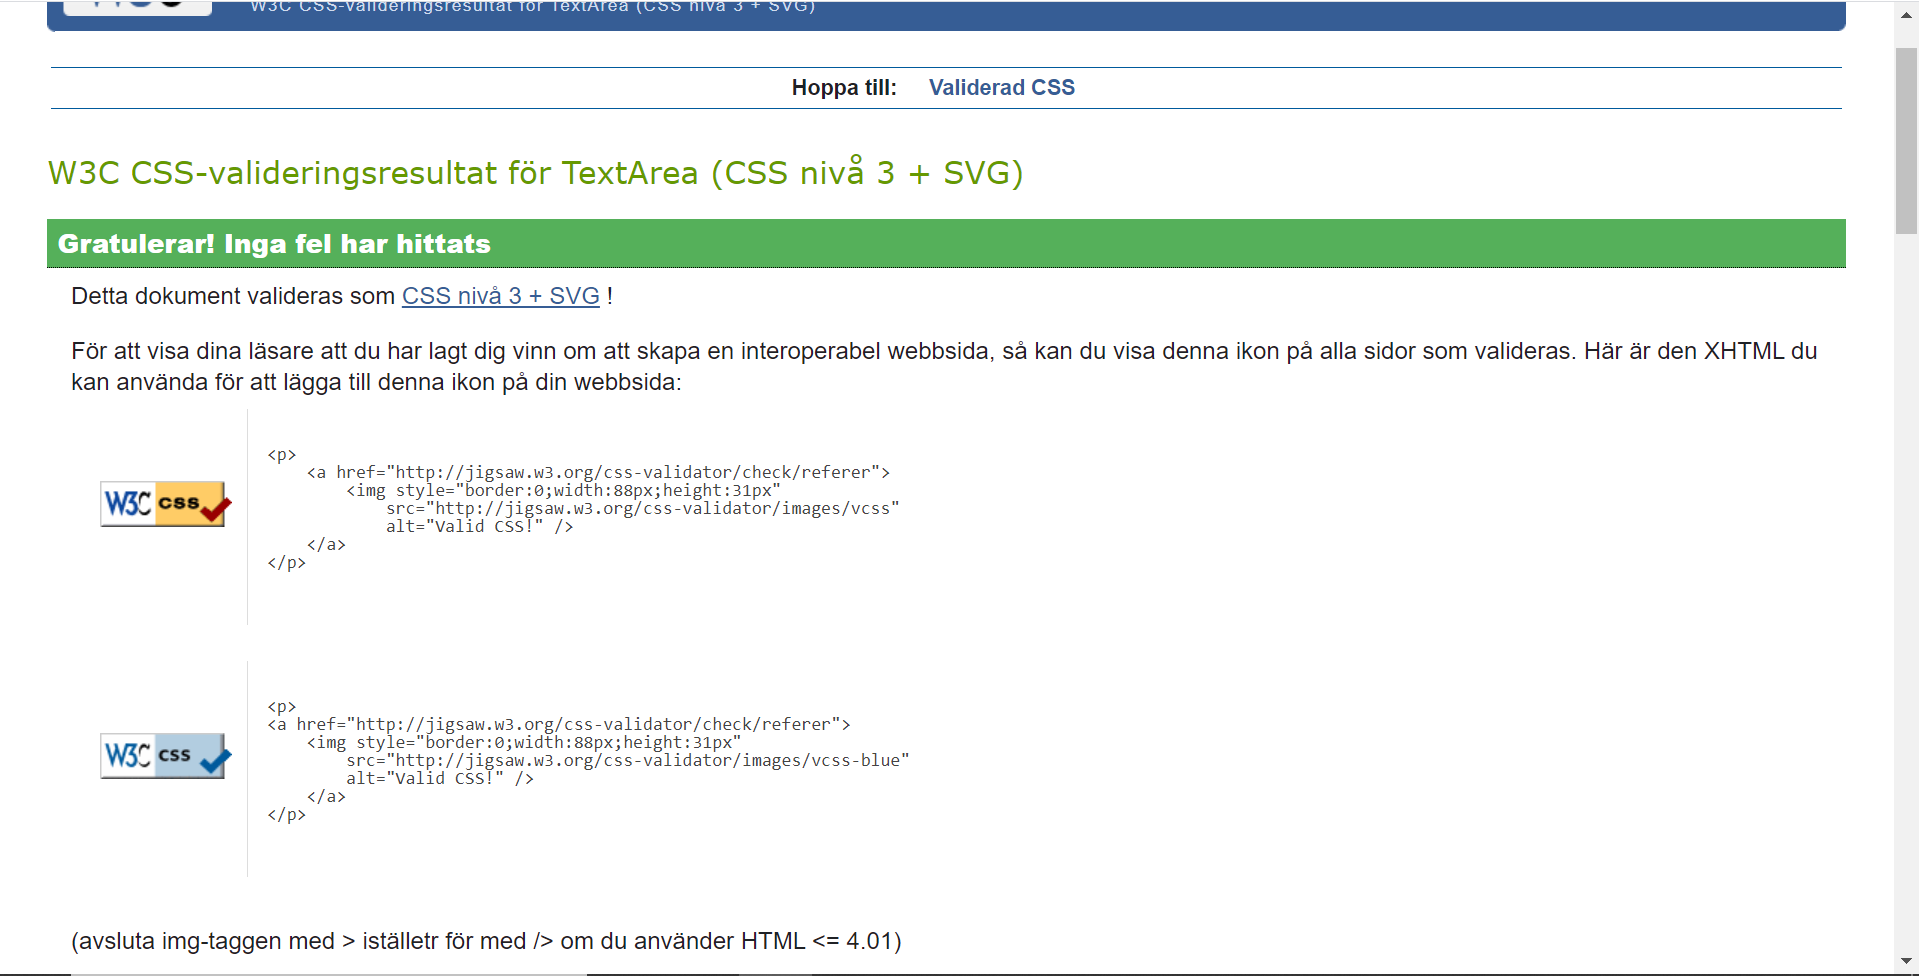 W3C CSS-valideringsresultat för TextArea (CSS nivå 3 + SVG)
Hoppa till: Validerad CSS
W3C CSS-valideringsresultat för TextArea (CSS nivå 3 + SVG)
Gratulerar! Inga fel har hittats
Detta dokument valideras som CSS nivå 3 + SVG !
För att visa dina läsare att du har lagt dig vinn om att skapa en interoperabel webbsida, så kan du visa denna ikon på alla sidor som valideras. Här är den XHTML du
kan använda för att lägga till denna ikon på din webbsida:
W3C css
<p>
    <a href="http://jigsaw.w3.org/css-validator/check/referer">
        <img style="border:0;width:88px;height:31px"
            src="http://jigsaw.w3.org/css-validator/images/vcss"
            alt="Valid CSS!" />
    </a>
</p>
W3C css
<p>
<a href="http://jigsaw.w3.org/css-validator/check/referer">
    <img style="border:0;width:88px;height:31px"
        src="http://jigsaw.w3.org/css-validator/images/vcss-blue"
        alt="Valid CSS!" />
    </a>
</p>
(avsluta img-taggen med > iställetr för med /> om du använder HTML <= 4.01)